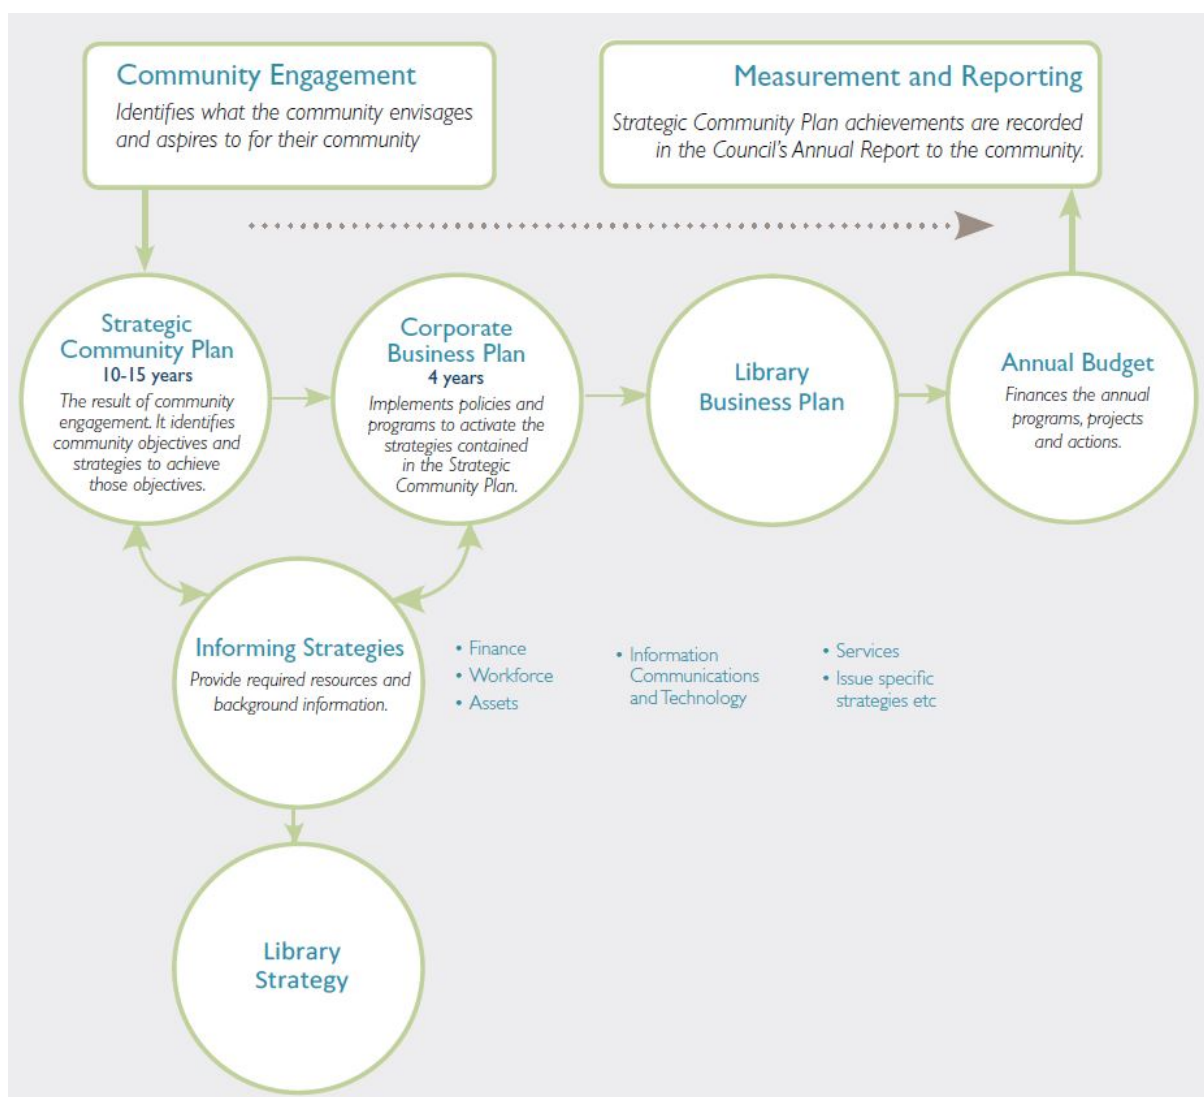 Community Engagement
Identifies what the community envisages
and aspires to for their community
Measurement and Reporting
Strategic Community Plan achievements are recorded
in the Council's Annual Report to the community.
Strategic
Community Plan
10-15 years
The result of community
engagement. It identifies
community objectives and
strategies to achieve
those objectives.
Corporate
Business Plan
4 years
Implements policies and
programs to activate the
strategies contained
in the Strategic
Community Plan.
Library
Business Plan
Annual Budget
Finances the annual
programs, projects
and actions.
Informing Strategies
Provide required resources and
background information.
• Finance
• Workforce
• Assets
• Information
Communications
and Technology
• Services
• Issue specific
strategies etc
Library
Strategy